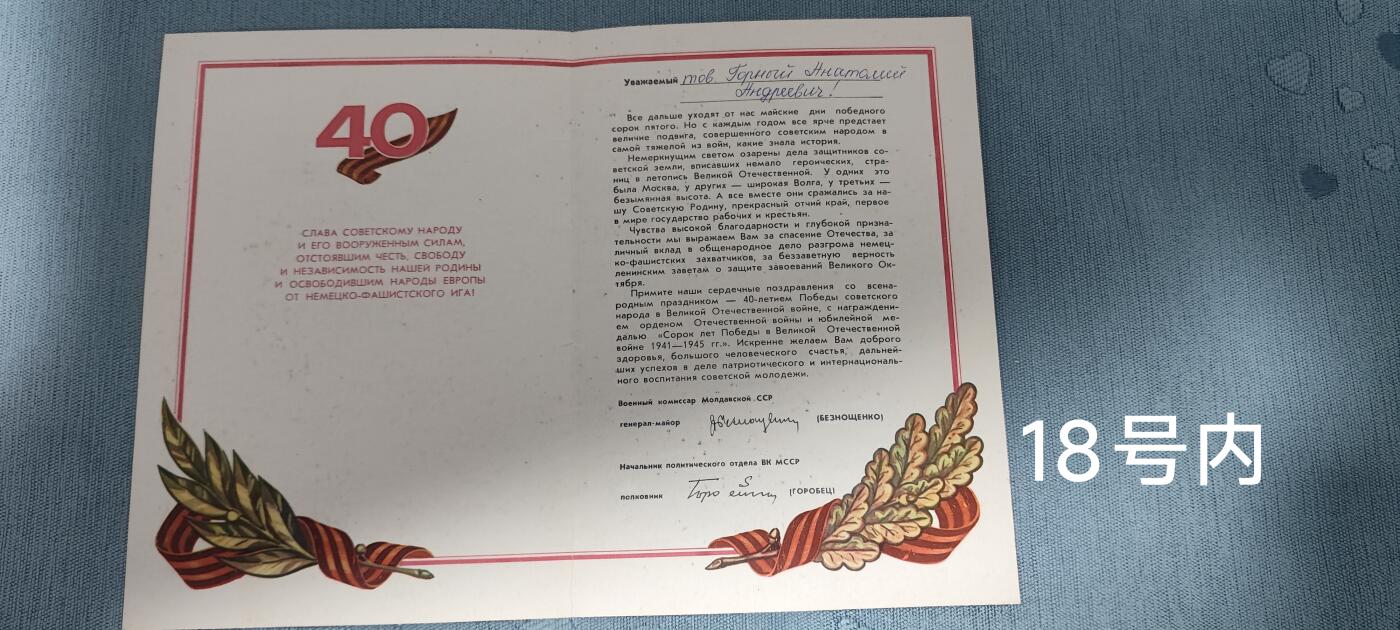 40
СЛАВА СОВЕТСКОМУ НАРОДУ
И ЕГО ВООРУЖЕННЫМ СИЛАМ,
ОТСТОЯВШИМ ЧЕСТЬ, СВОБОДУ
И НЕЗАВИСИМОСТЬ НАШЕЙ РОДИНЫ
И ОСВОБОДИВШИМ НАРОДЫ ЕВРОПЫ
ОТ НЕМЕЦКО-ФАШИСТСКОГО ИГА!
Уважаемый тов. Горный Анатолий
Андреевич!
Все дальше уходят от нас майские дни победного
сорок пятого. Но с каждым годом все ярче предстает
величие подвига, совершенного советским народом в
самой тяжелой из войн, какие знала история.
Немеркнущим светом озарены дела защитников со-
ветской земли, вписавших немало героических, стра-
ниц в летопись Великой Отечественной. У одних это
была Москва, у других — широкая Волга, у третьих —
безымянная высота. А все вместе они сражались за на-
шу Советскую Родину, прекрасный отчий край, первое
в мире государство рабочих и крестьян.
Чувства высокой благодарности и глубокой призна-
тельности мы выражаем Вам за спасение Отечества, за
личный вклад в общенародное дело разгрома немец-
ко-фашистских захватчиков, за беззаветную верность
ленинским заветам о защите завоеваний Великого Ок-
тября.
Примите наши сердечные поздравления со всена-
родным праздником — 40-летием Победы советского
народа в Великой Отечественной войне, с награждени-
ем орденом Отечественной войны и юбилейной ме-
далью «Сорок лет Победы в Великой Отечественной
войне 1941—1945 гг.». Искренне желаем Вам доброго
здоровья, большого человеческого счастья, дальней-
ших успехов в деле патриотического и интернациональ-
ного воспитания советской молодежи.
Военный комиссар Молдавской ССР
генерал-майор (БЕЗНОЩЕНКО)
Начальник политического отдела ВК МССР
полковник (ГОРОБЕЦ)
18号内